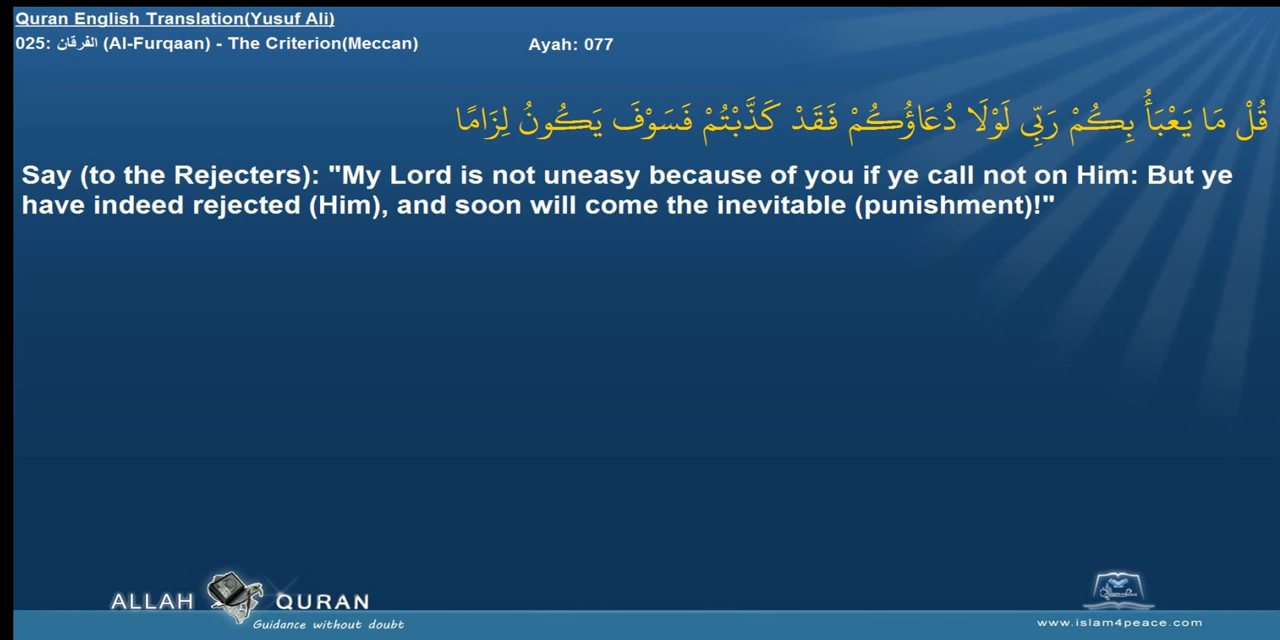 Quran English Translation(Yusuf Ali)
025: الفرقان (Al-Furqaan) - The Criterion(Meccan) Ayah: 077
قُلْ مَا يَعْبَأُ بِكُمْ رَبِّي لَوْلَا دُعَاؤُكُمْ فَقَدْ كَذَّبْتُمْ فَسَوْفَ يَكُونُ لِزَامًا
Say (to the Rejecters): "My Lord is not uneasy because of you if ye call not on Him: But ye
have indeed rejected (Him), and soon will come the inevitable (punishment)!"
ALLAH QURAN
Guidance without doubt
www.islam4peace.com